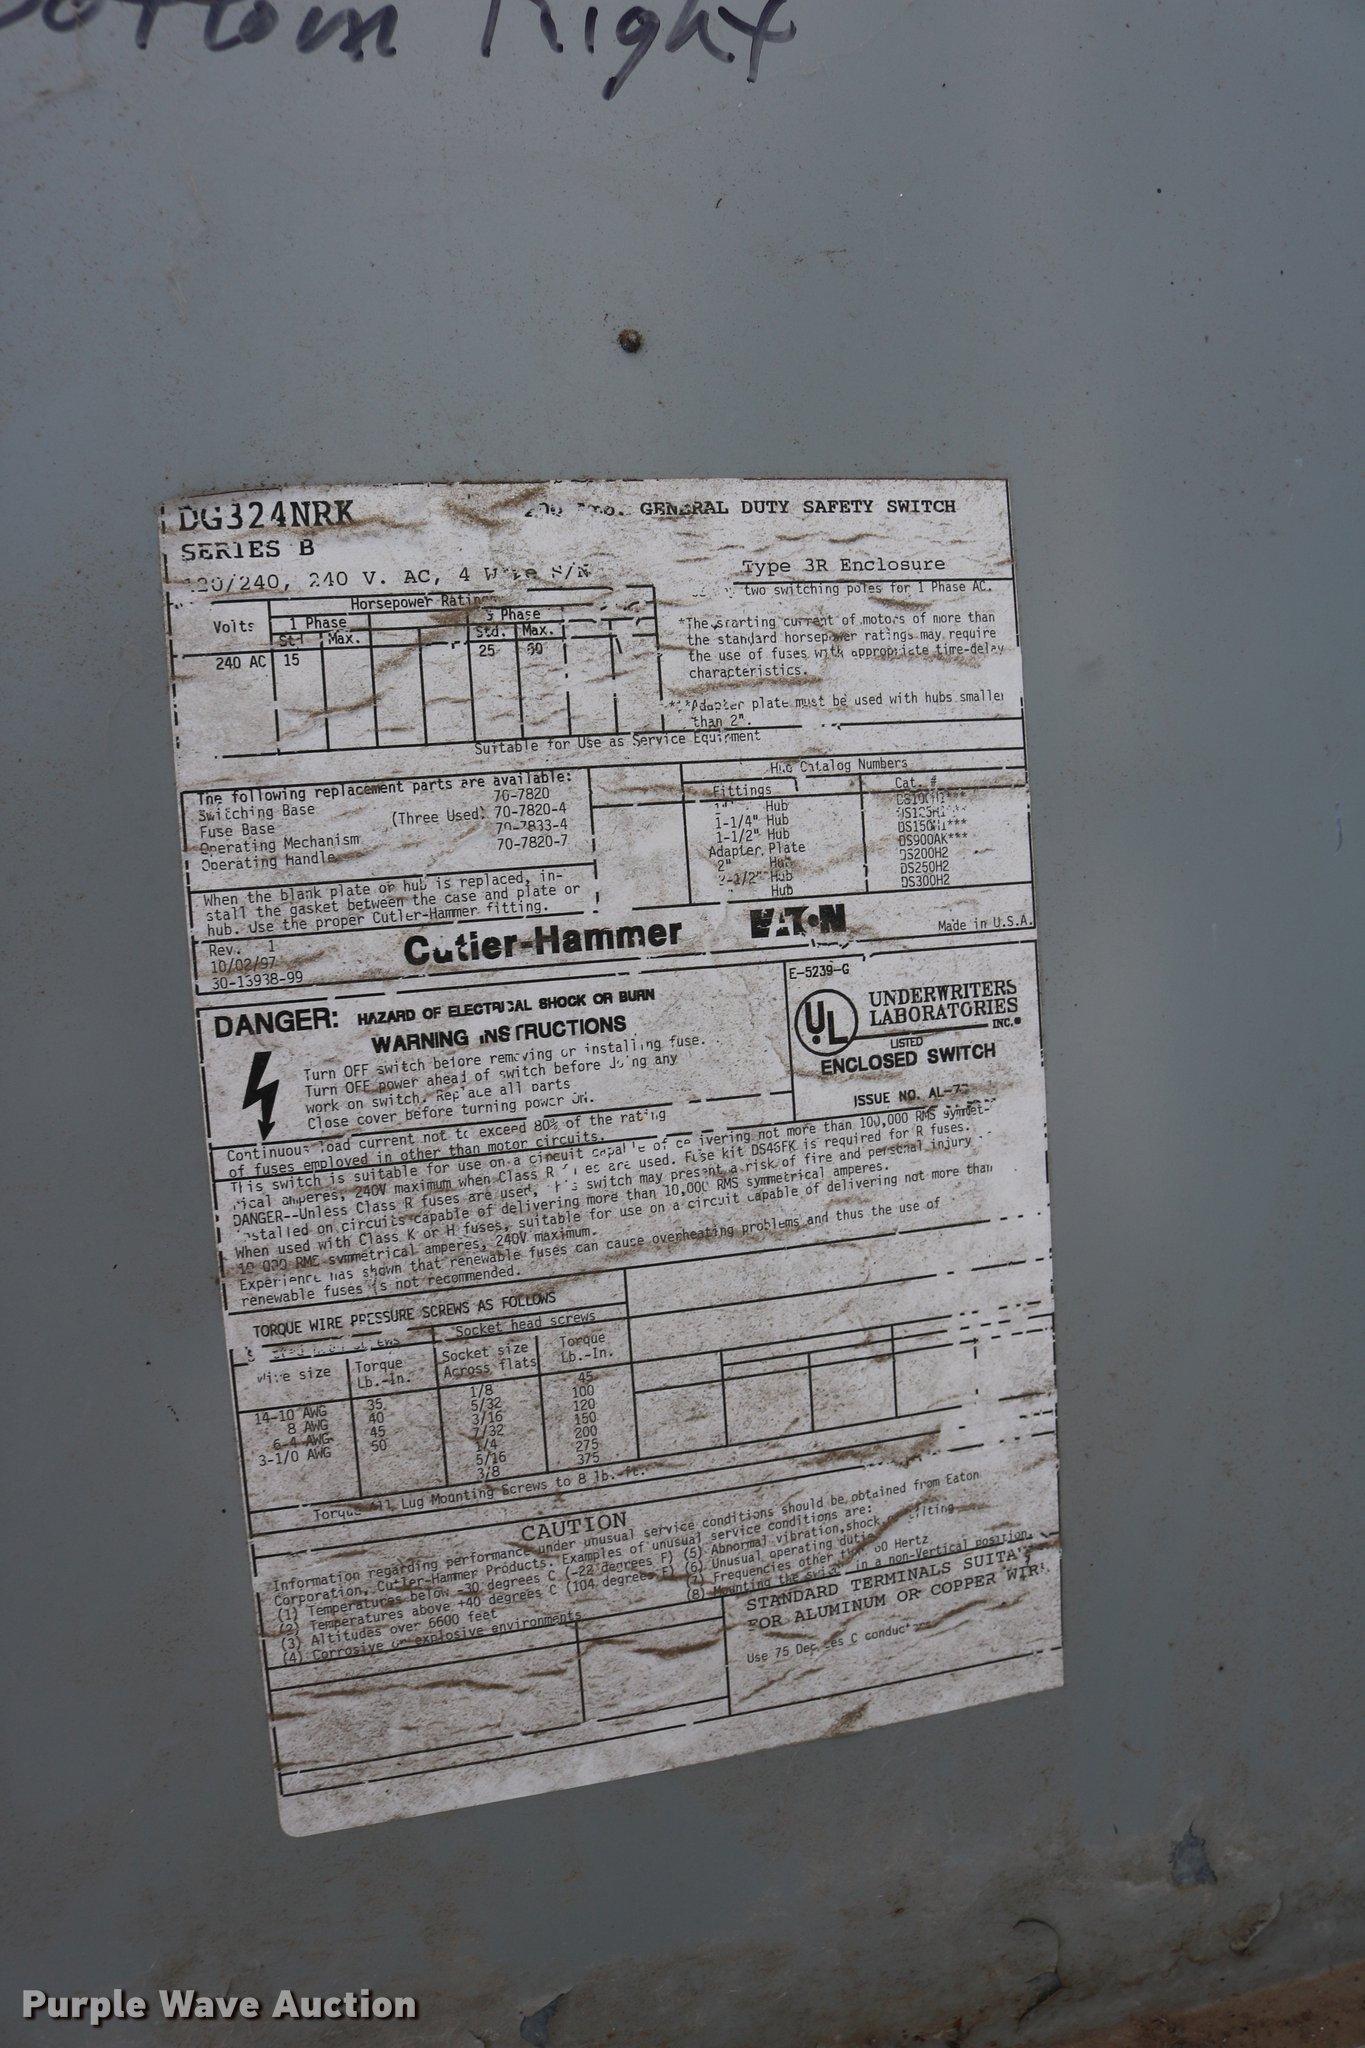 Bottom Right
DG324NRK
200 Amp. GENERAL DUTY SAFETY SWITCH
SERIES B
120/240, 240 V. AC, 4 Wire S/N
Type 3R Enclosure
Horsepower Rating
two switching poles for 1 Phase AC.
Volts
1 Phase
3 Phase
Std.
Max.
Std.
Max.
240 AC
15
25
60
*The starting current of motors of more than
the standard horsepower ratings may require
the use of fuses with appropriate time-delay
characteristics.
***Adapter plate must be used with hubs smaller
than 2".
Suitable for Use as Service Equipment
The following replacement parts are available:
Switching Base 70-7820
Fuse Base (Three Used) 70-7820-4
Operating Mechanism 70-7833-4
Operating Handle 70-7820-7
Hub Catalog Numbers
Fittings Cat. #
1" Hub DS100H1***
1-1/4" Hub DS125H1***
1-1/2" Hub DS150H1***
Adapter Plate DS900AK***
2" Hub DS200H2
2-1/2" Hub DS250H2
Hub DS300H2
When the blank plate or hub is replaced, in-
stall the gasket between the case and plate or
hub. Use the proper Cutler-Hammer fitting.
Rev. 1
10/02/97
30-13938-99
Cutler-Hammer
EATON
Made in U.S.A.
DANGER: HAZARD OF ELECTRICAL SHOCK OR BURN
WARNING INSTRUCTIONS
Turn OFF switch before removing or installing fuse.
Turn OFF power ahead of switch before doing any
work on switch. Replace all parts
Close cover before turning power on.
E-5239-G
UL
UNDERWRITERS
LABORATORIES
INC.®
LISTED
ENCLOSED SWITCH
ISSUE NO. AL-
Continuous load current not to exceed 80% of the rating
of fuses employed in other than motor circuits.
This switch is suitable for use on a circuit capable of delivering not more than 100,000 RMS symmet-
rical amperes, 240V maximum when Class R fuses are used. Fuse kit DS46FK is required for R fuses.
DANGER--Unless Class R fuses are used, this switch may present a risk of fire and personal injury
installed on circuits capable of delivering more than 10,000 RMS symmetrical amperes.
When used with Class K or H fuses, suitable for use on a circuit capable of delivering not more than
10,000 RMS symmetrical amperes, 240V maximum.
Experience has shown that renewable fuses can cause overheating problems and thus the use of
renewable fuses is not recommended.
TORQUE WIRE PRESSURE SCREWS AS FOLLOWS
Slotted head screws
Socket head screws
Wire size
Torque
Lb.-In.
Socket size
Across flats
Torque
Lb.-In.
14-10 AWG 35
8 AWG 40
6-4 AWG 45
3-1/0 AWG 50
1/8 45
5/32 100
3/16 120
7/32 150
1/4 200
5/16 275
3/8 375
Torque All Lug Mounting Screws to 8 lb.-ft.
CAUTION
Information regarding performance under unusual service conditions should be obtained from Eaton
Corporation, Cutler-Hammer Products. Examples of unusual service conditions are:
(1) Temperatures below -30 degrees C (-22 degrees F)
(2) Temperatures above +40 degrees C (104 degrees F)
(3) Altitudes over 6600 feet
(4) Corrosive or explosive environments
(5) Abnormal vibration, shock, or tilting
(6) Unusual operating duties
(7) Frequencies other than 60 Hertz
(8) Mounting the switch in a non-Vertical position.
STANDARD TERMINALS SUITABLE
FOR ALUMINUM OR COPPER WIRE
Use 75 Degrees C conductors
Purple Wave Auction